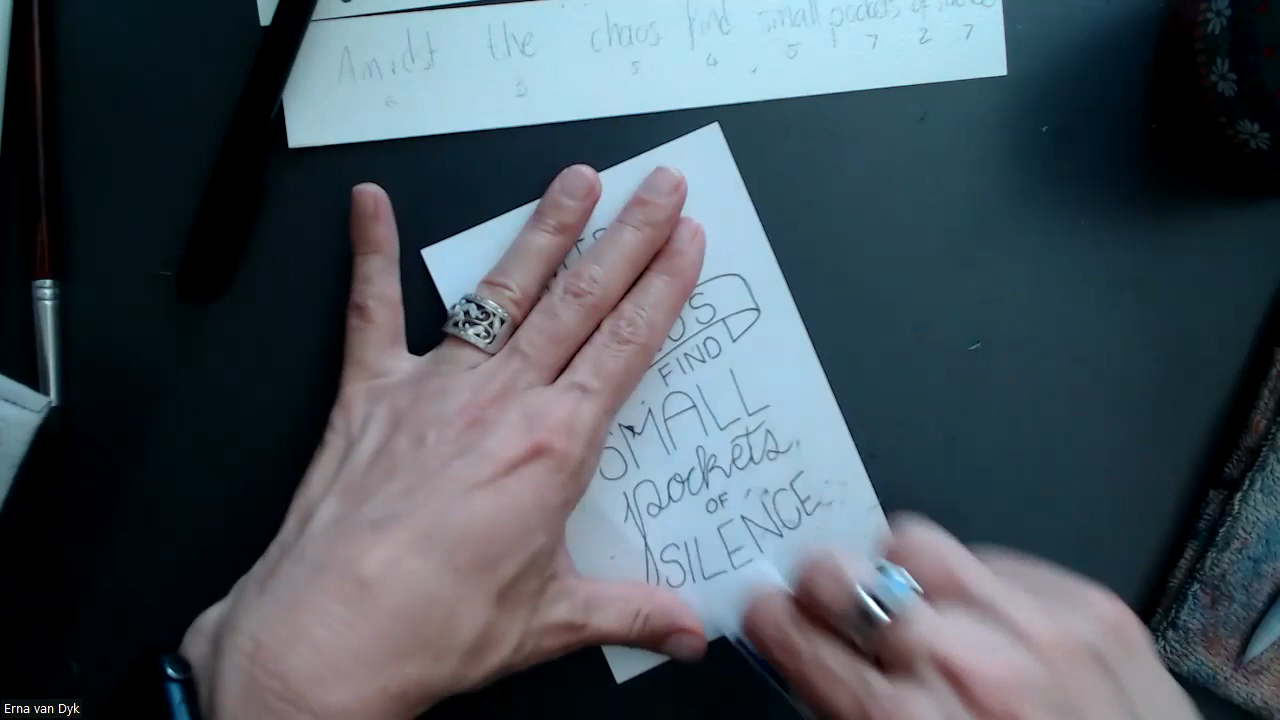 Amidst the chaos find small pockets of
6 3 5 4 , 5 7 2 7
FIND
SMALL
pockets
OF
SILENCE
Erna van Dyk